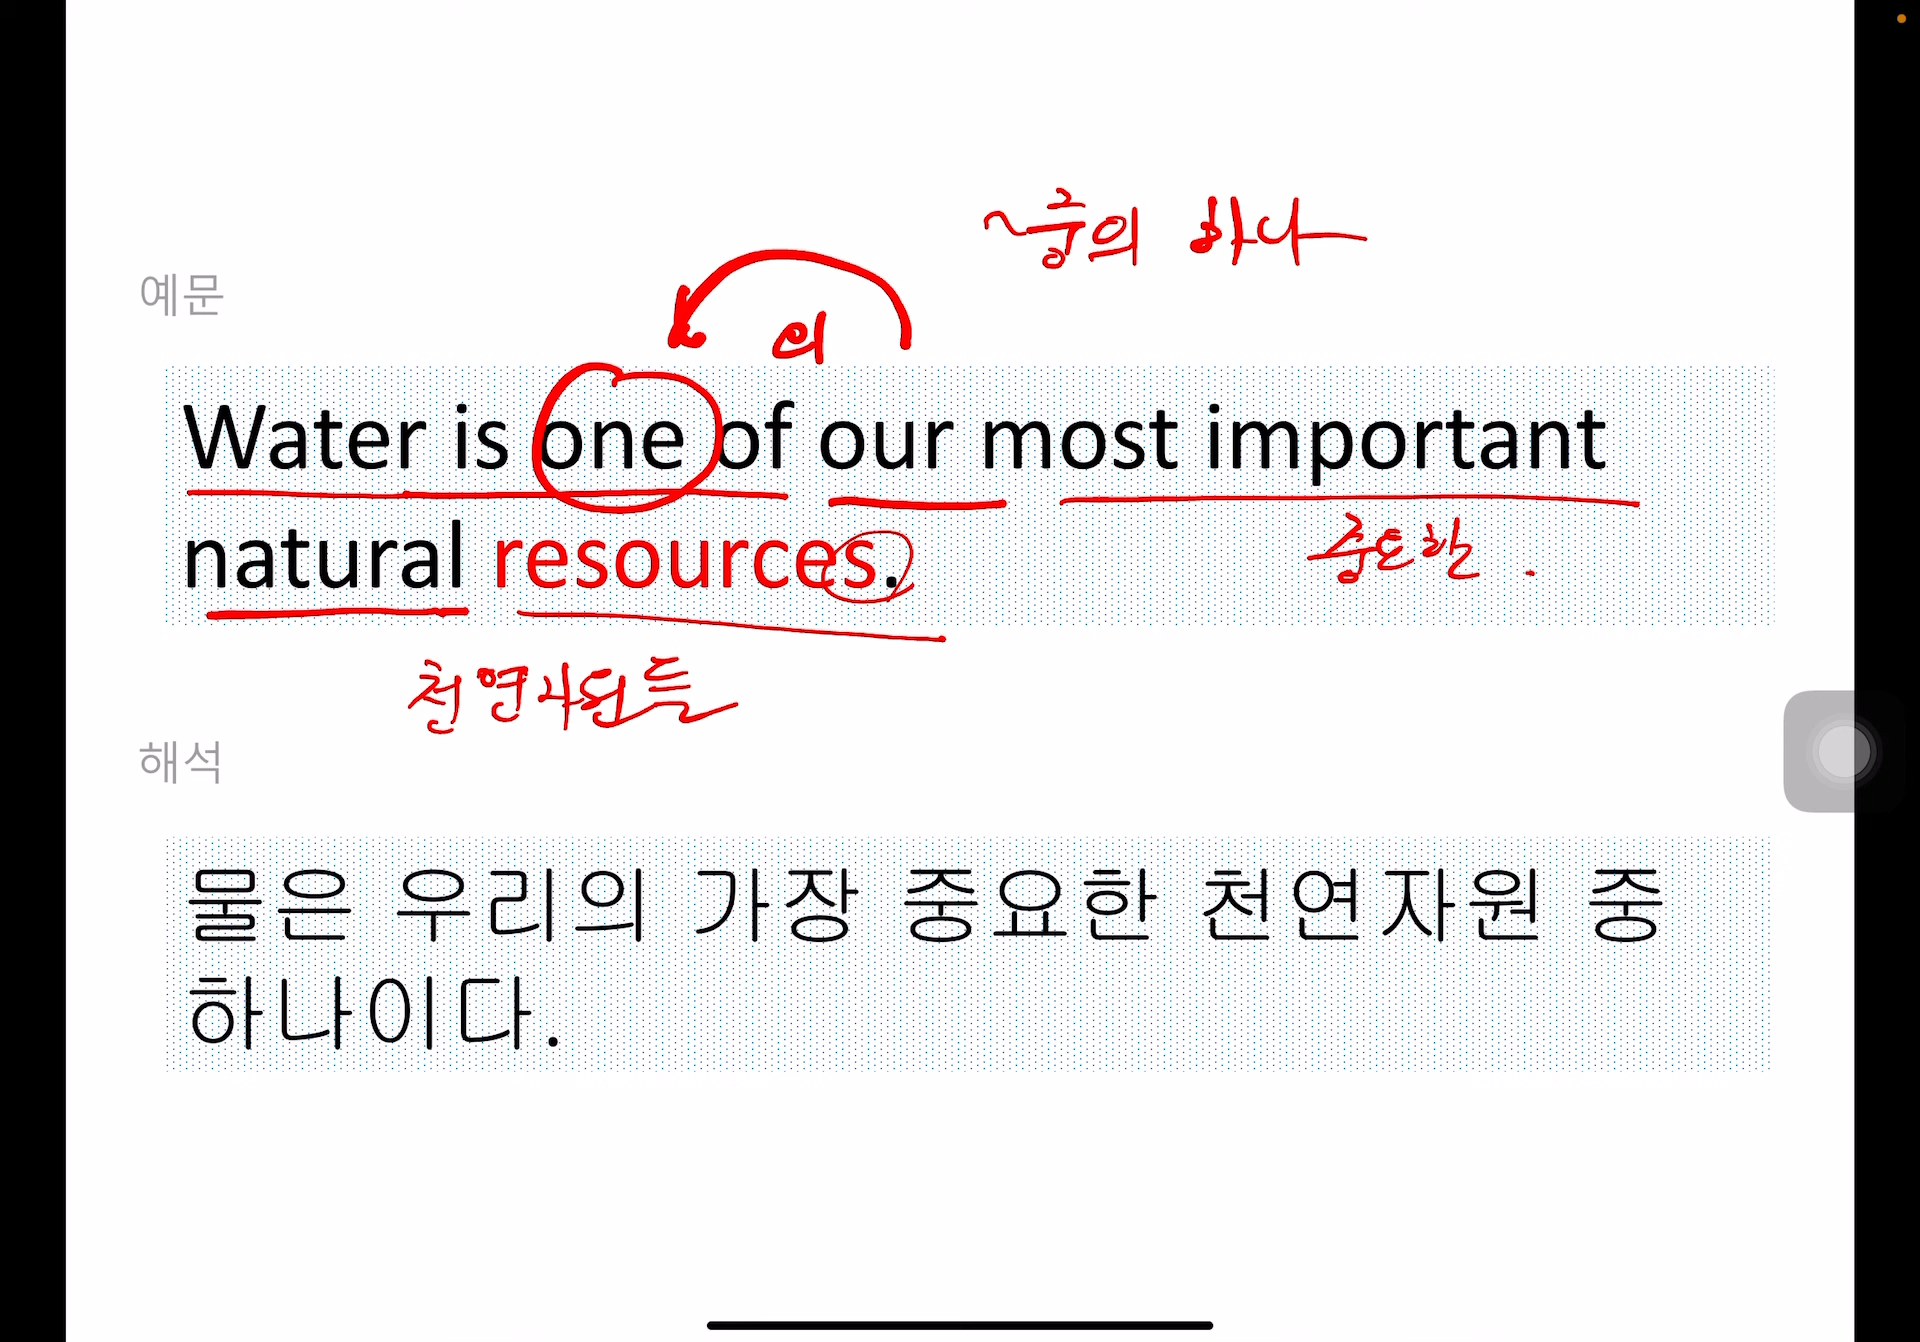 ~중의 하나
예문
의
Water is one of our most important
natural resources.
중요한
천연자원들
해석
물은 우리의 가장 중요한 천연자원 중
하나이다.